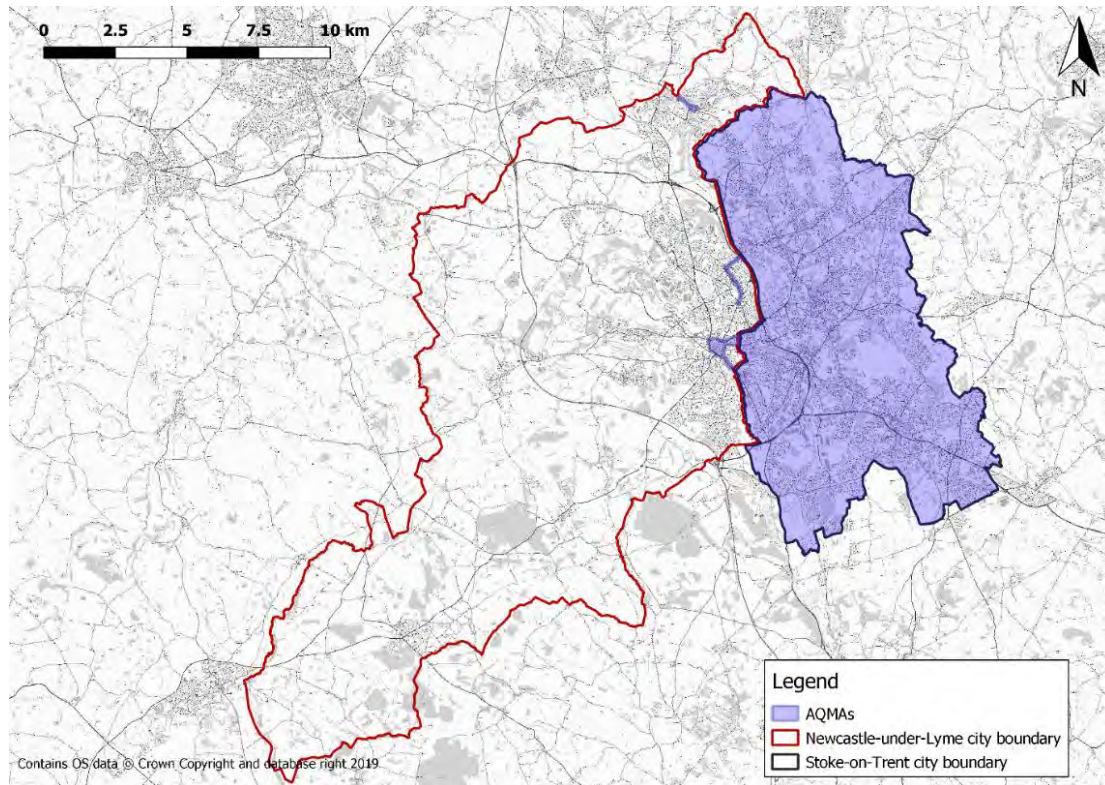 0 2.5 5 7.5 10 km
N
Legend
AQMAs
Newcastle-under-Lyme city boundary
Stoke-on-Trent city boundary
Contains OS data © Crown Copyright and database right 2019